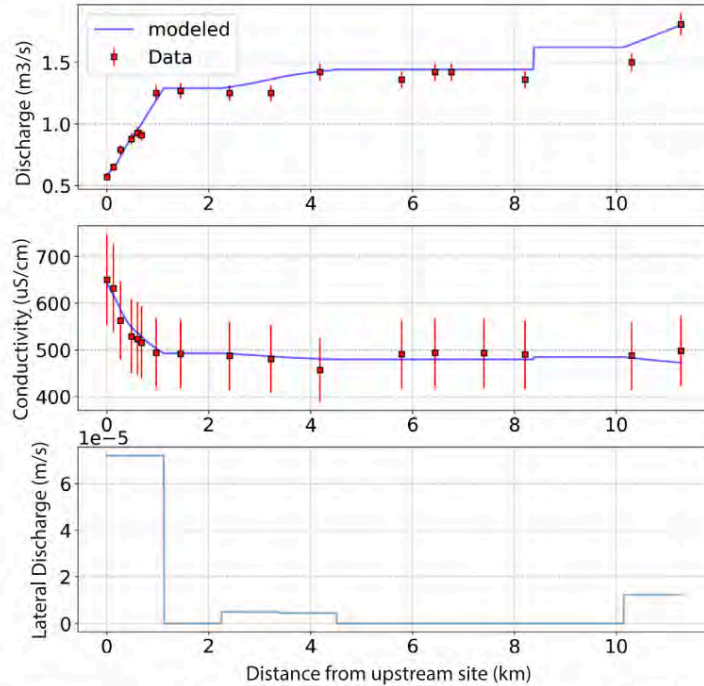 modeled
Data
Discharge (m3/s)
1.5
1.0
0.5
0 2 4 6 8 10
Conductivity (uS/cm)
700
600
500
400
0 2 4 6 8 10
1e-5
Lateral Discharge (m/s)
6
4
2
0
0 2 4 6 8 10
Distance from upstream site (km)